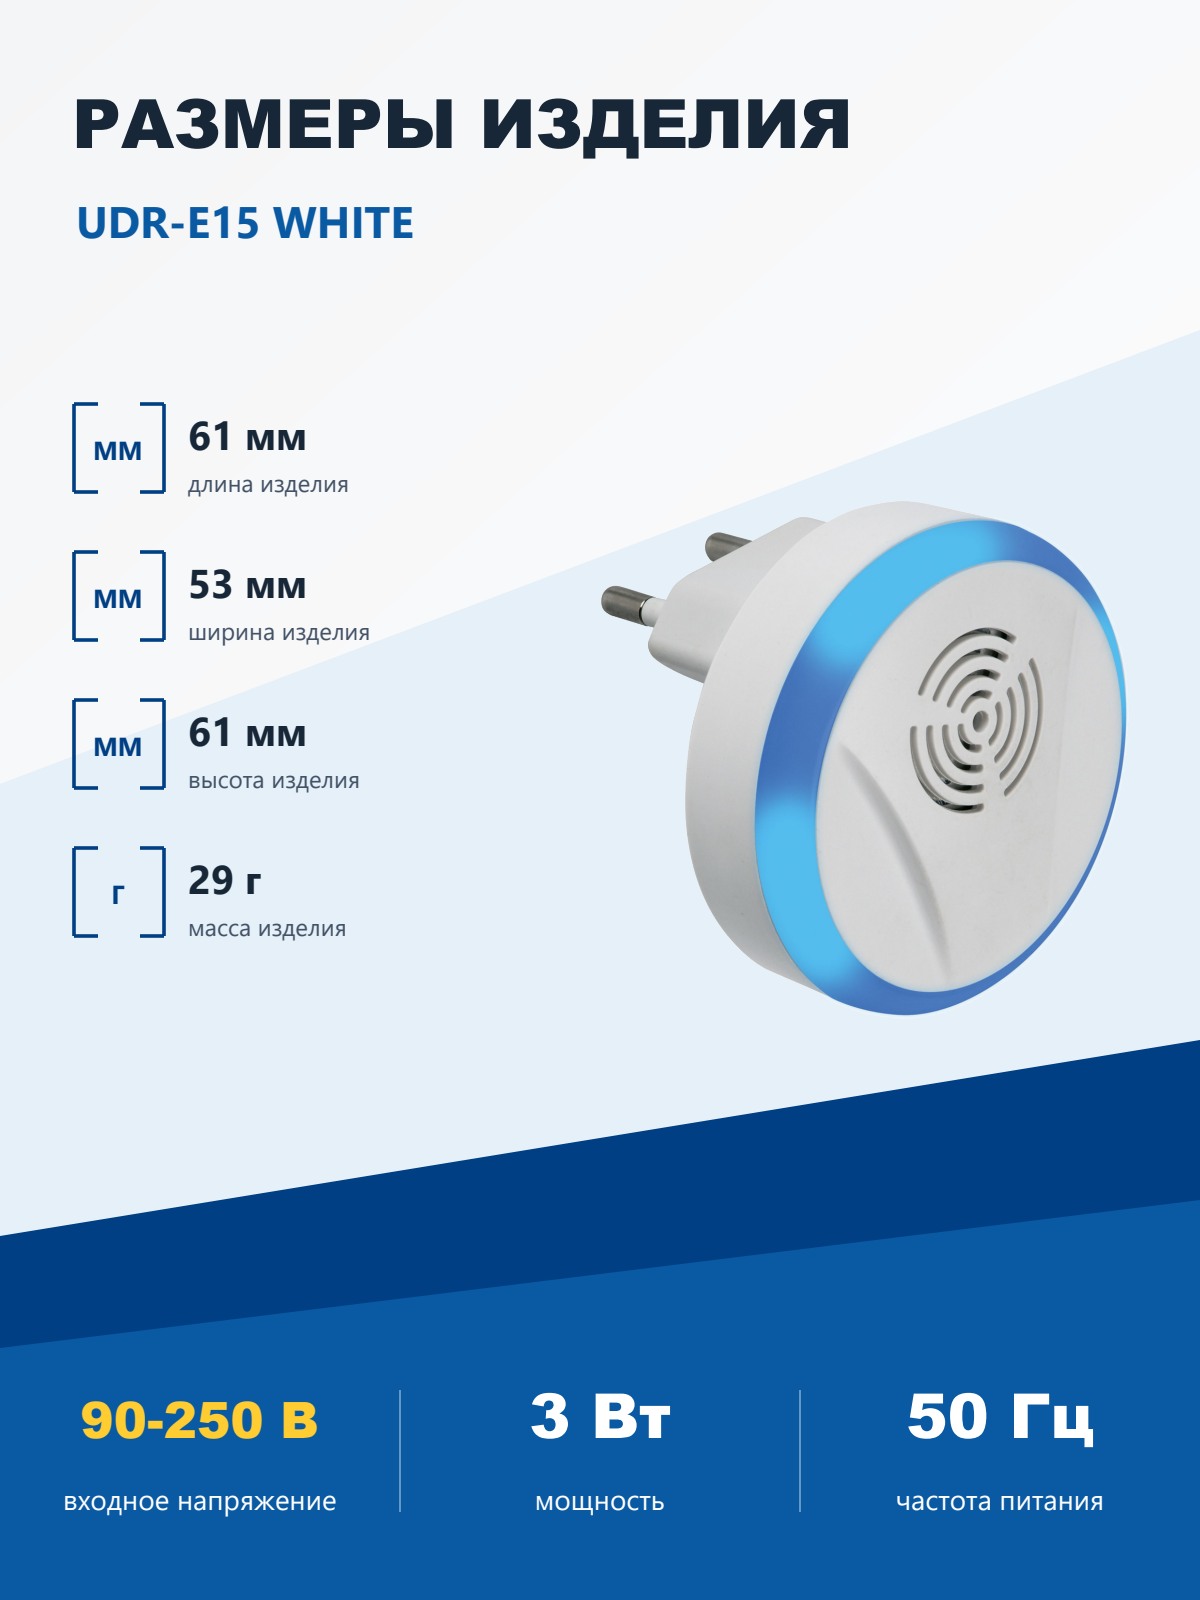 РАЗМЕРЫ ИЗДЕЛИЯ
UDR-E15 WHITE
мм
61 мм
длина изделия
мм
53 мм
ширина изделия
мм
61 мм
высота изделия
г
29 г
масса изделия
90-250 В
входное напряжение
3 Вт
мощность
50 Гц
частота питания